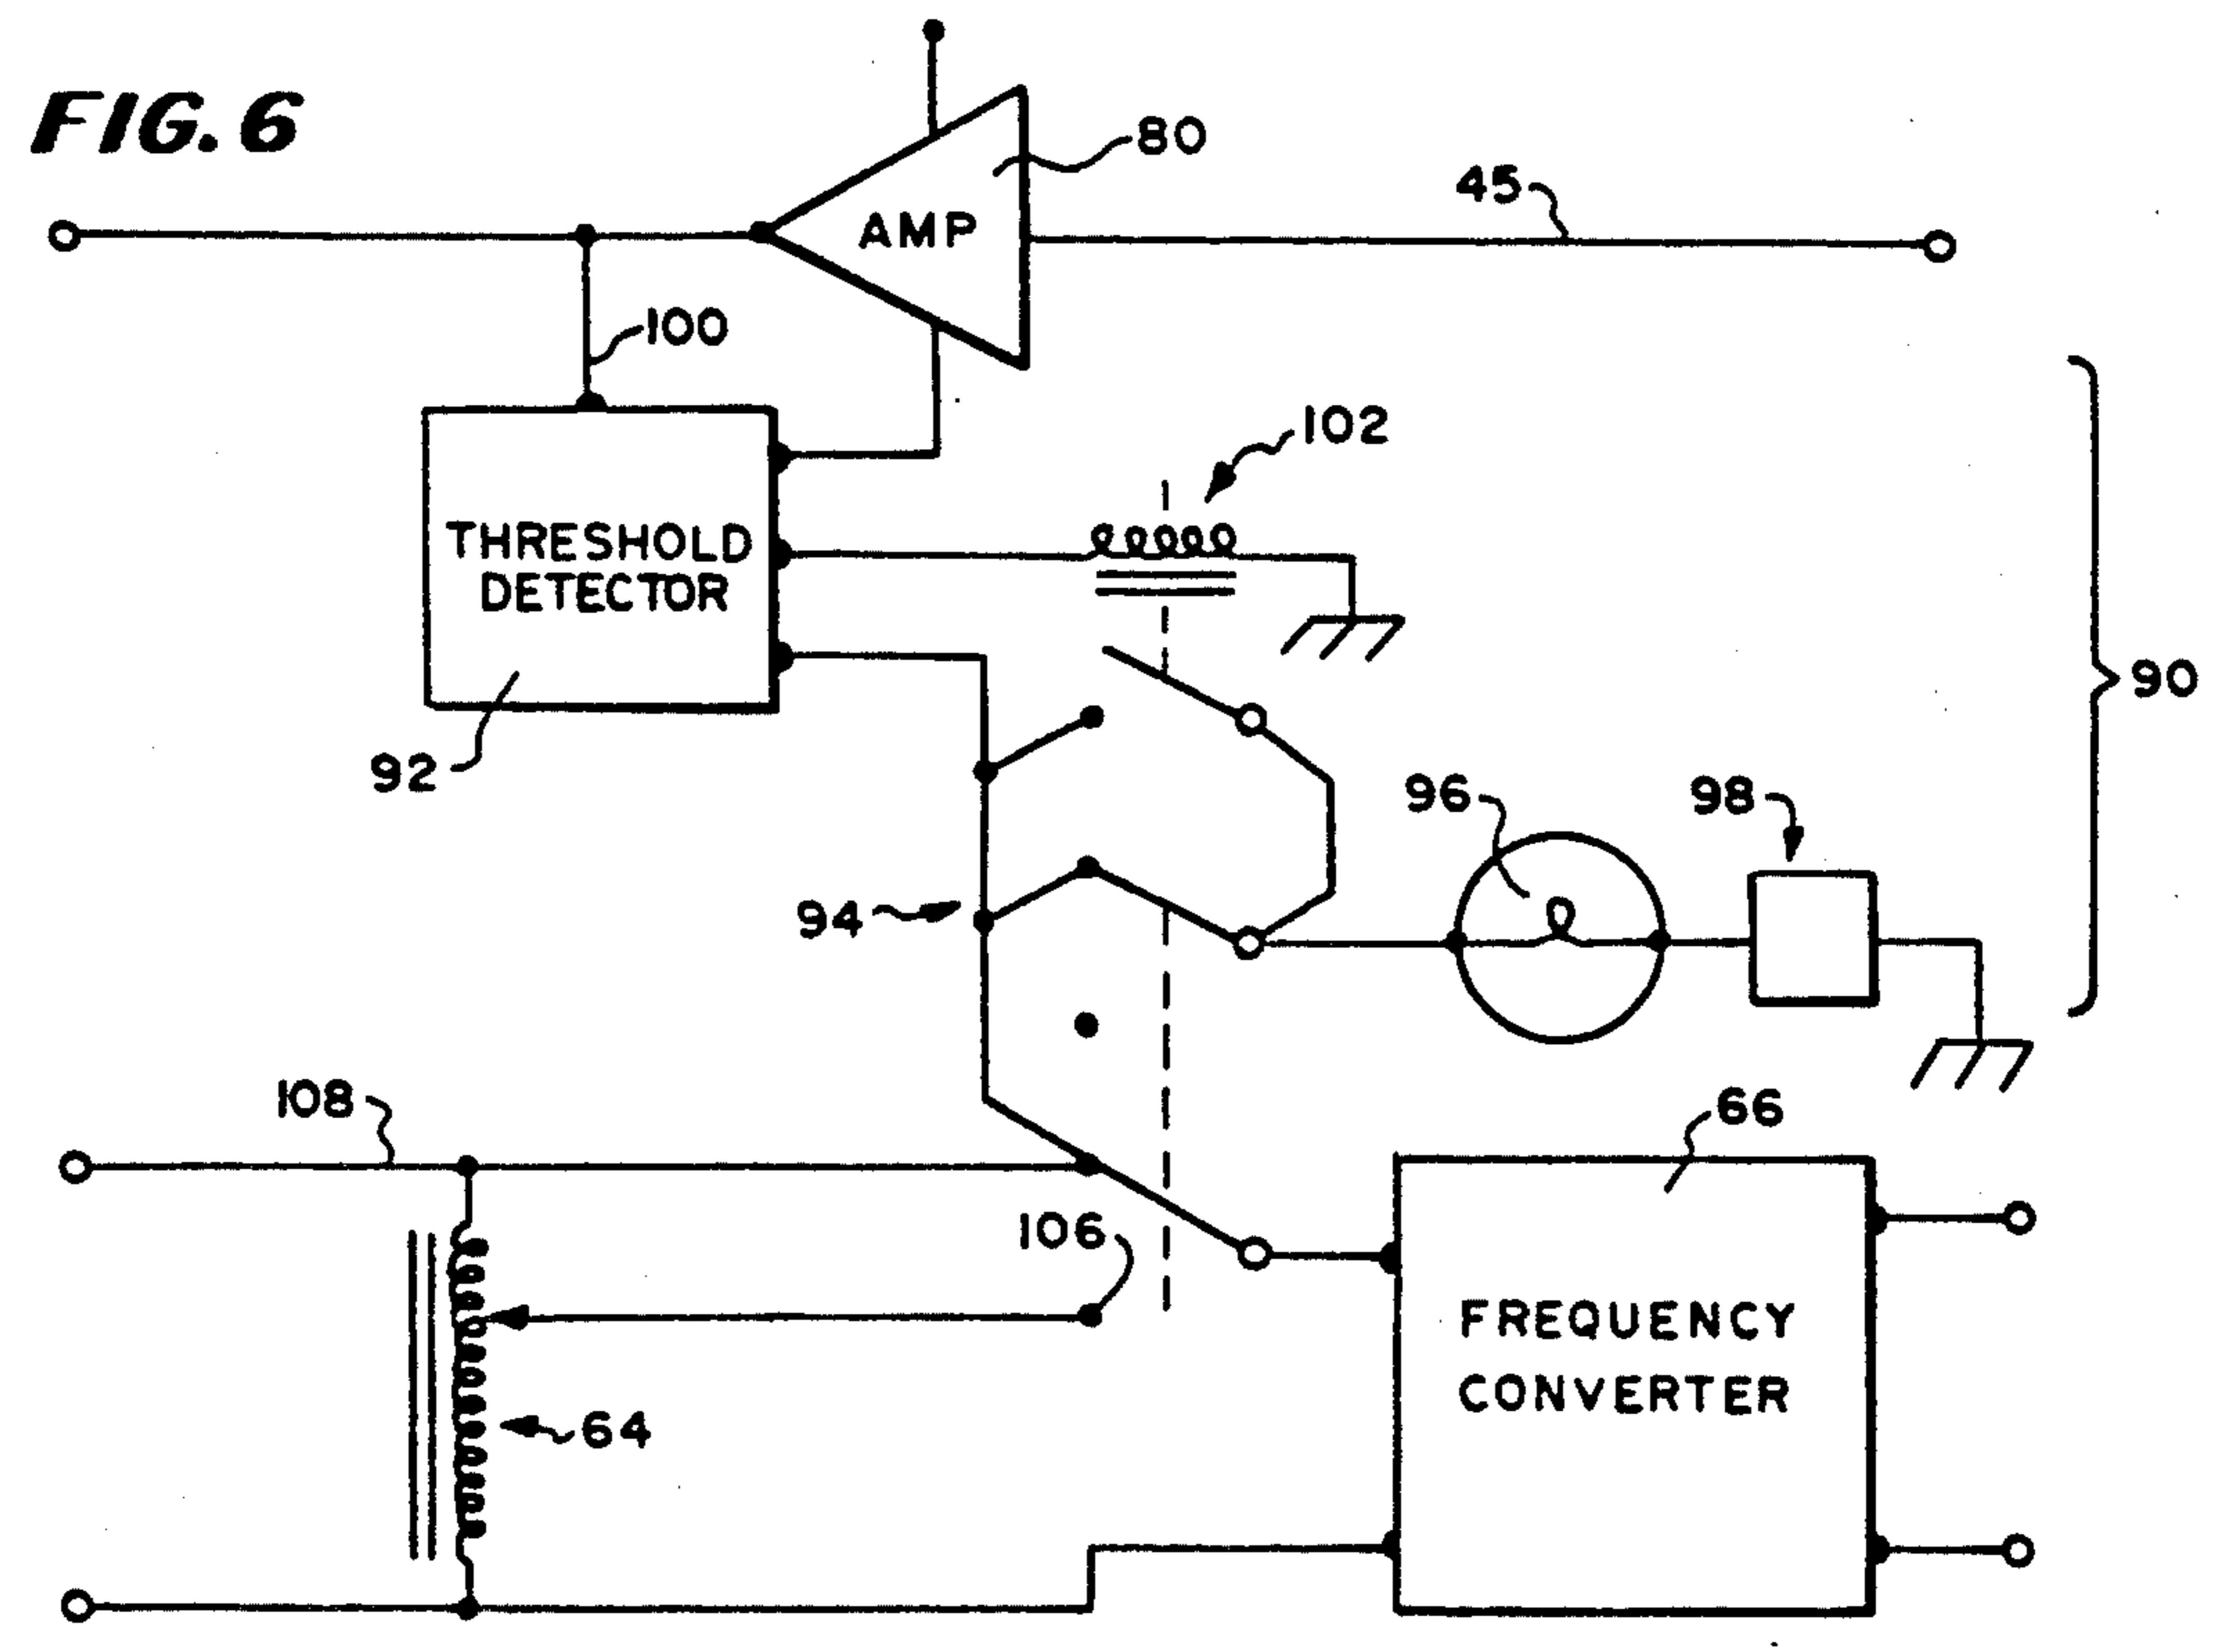 FIG. 6
80
45
AMP
100
102
THRESHOLD
DETECTOR
90
92
96
98
94
108
66
106
FREQUENCY
CONVERTER
64